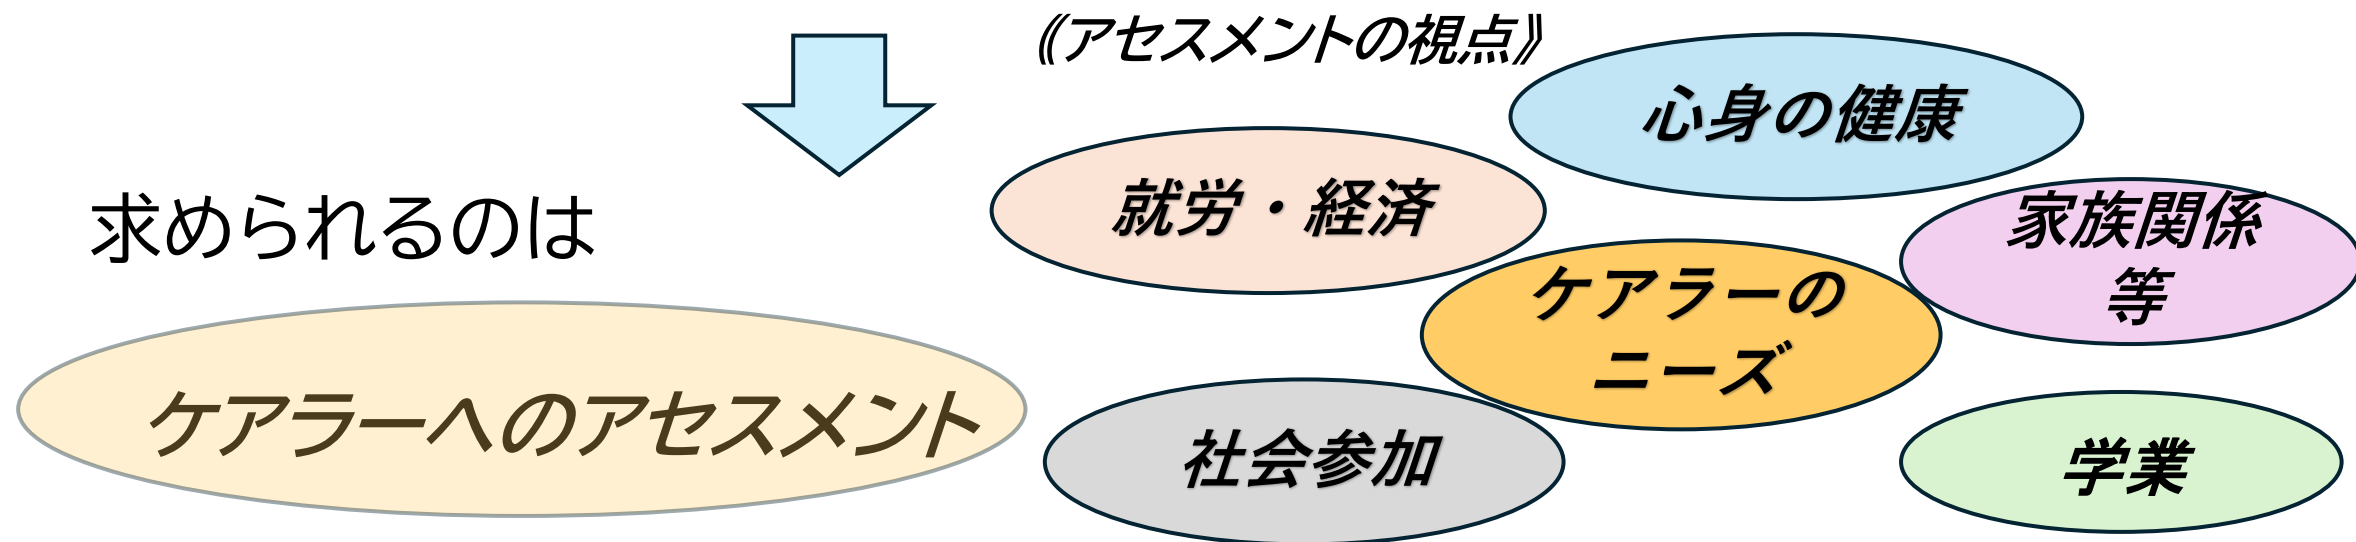 《アセスメントの視点》
心身の健康
就労・経済
家族関係
等
求められるのは
ケアラーの
ニーズ
ケアラーへのアセスメント
社会参加
学業